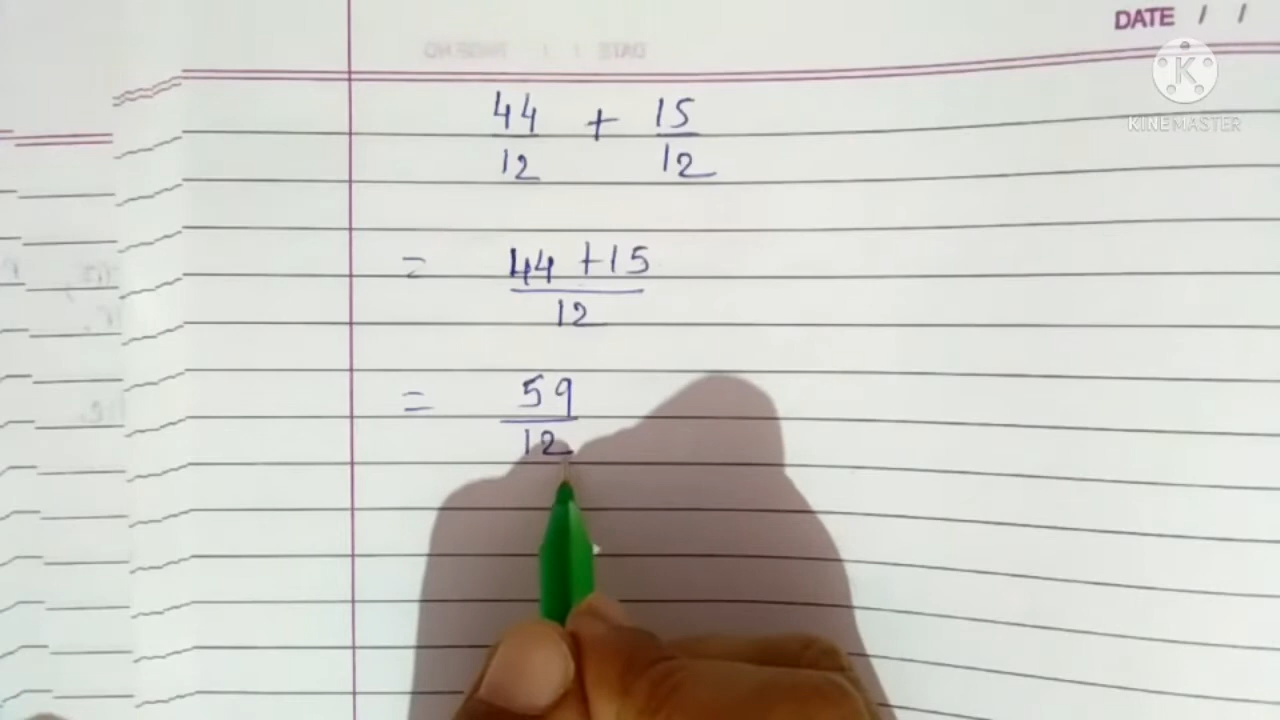 DATE / /
KINEMASTER
44/12 + 15/12
= 44 + 15/12
= 59/12